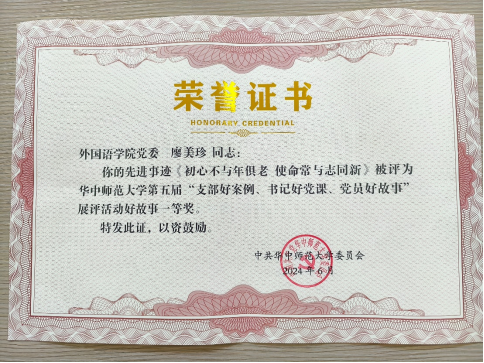 荣誉证书
HONORARY CREDENTIAL
外国语学院党委 廖美珍 同志：
你的先进事迹《初心不与年俱老 使命常与志同新》被评为
华中师范大学第五届“支部好案例、书记好党课、党员好故事”
展评活动好故事一等奖。
特发此证，以资鼓励。
中共华中师范大学委员会
2024年6月